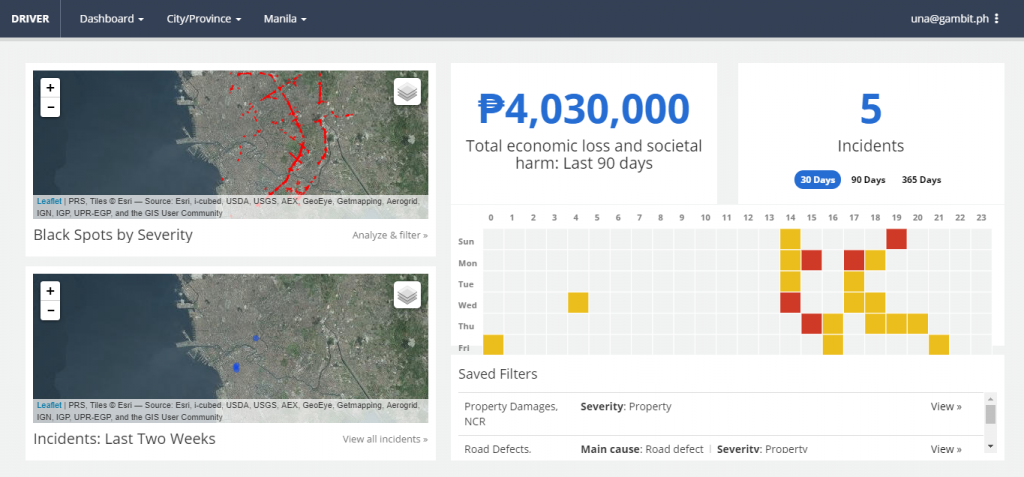 DRIVER Dashboard City/Province Manila una@gambit.ph
+
−
Leaflet | PRS, Tiles © Esri — Source: Esri, i-cubed, USDA, USGS, AEX, GeoEye, Getmapping, Aerogrid,
IGN, IGP, UPR-EGP, and the GIS User Community
Black Spots by Severity Analyze & filter »
+
−
Leaflet | PRS, Tiles © Esri — Source: Esri, i-cubed, USDA, USGS, AEX, GeoEye, Getmapping, Aerogrid,
IGN, IGP, UPR-EGP, and the GIS User Community
Incidents: Last Two Weeks View all incidents »
₱4,030,000
Total economic loss and societal
harm: Last 90 days
5
Incidents
30 Days 90 Days 365 Days
0 1 2 3 4 5 6 7 8 9 10 11 12 13 14 15 16 17 18 19 20 21 22 23
Sun
Mon
Tue
Wed
Thu
Fri
Saved Filters
Property Damages, Severity: Property View »
NCR
Road Defects, Main cause: Road defect | Severity: Property View »